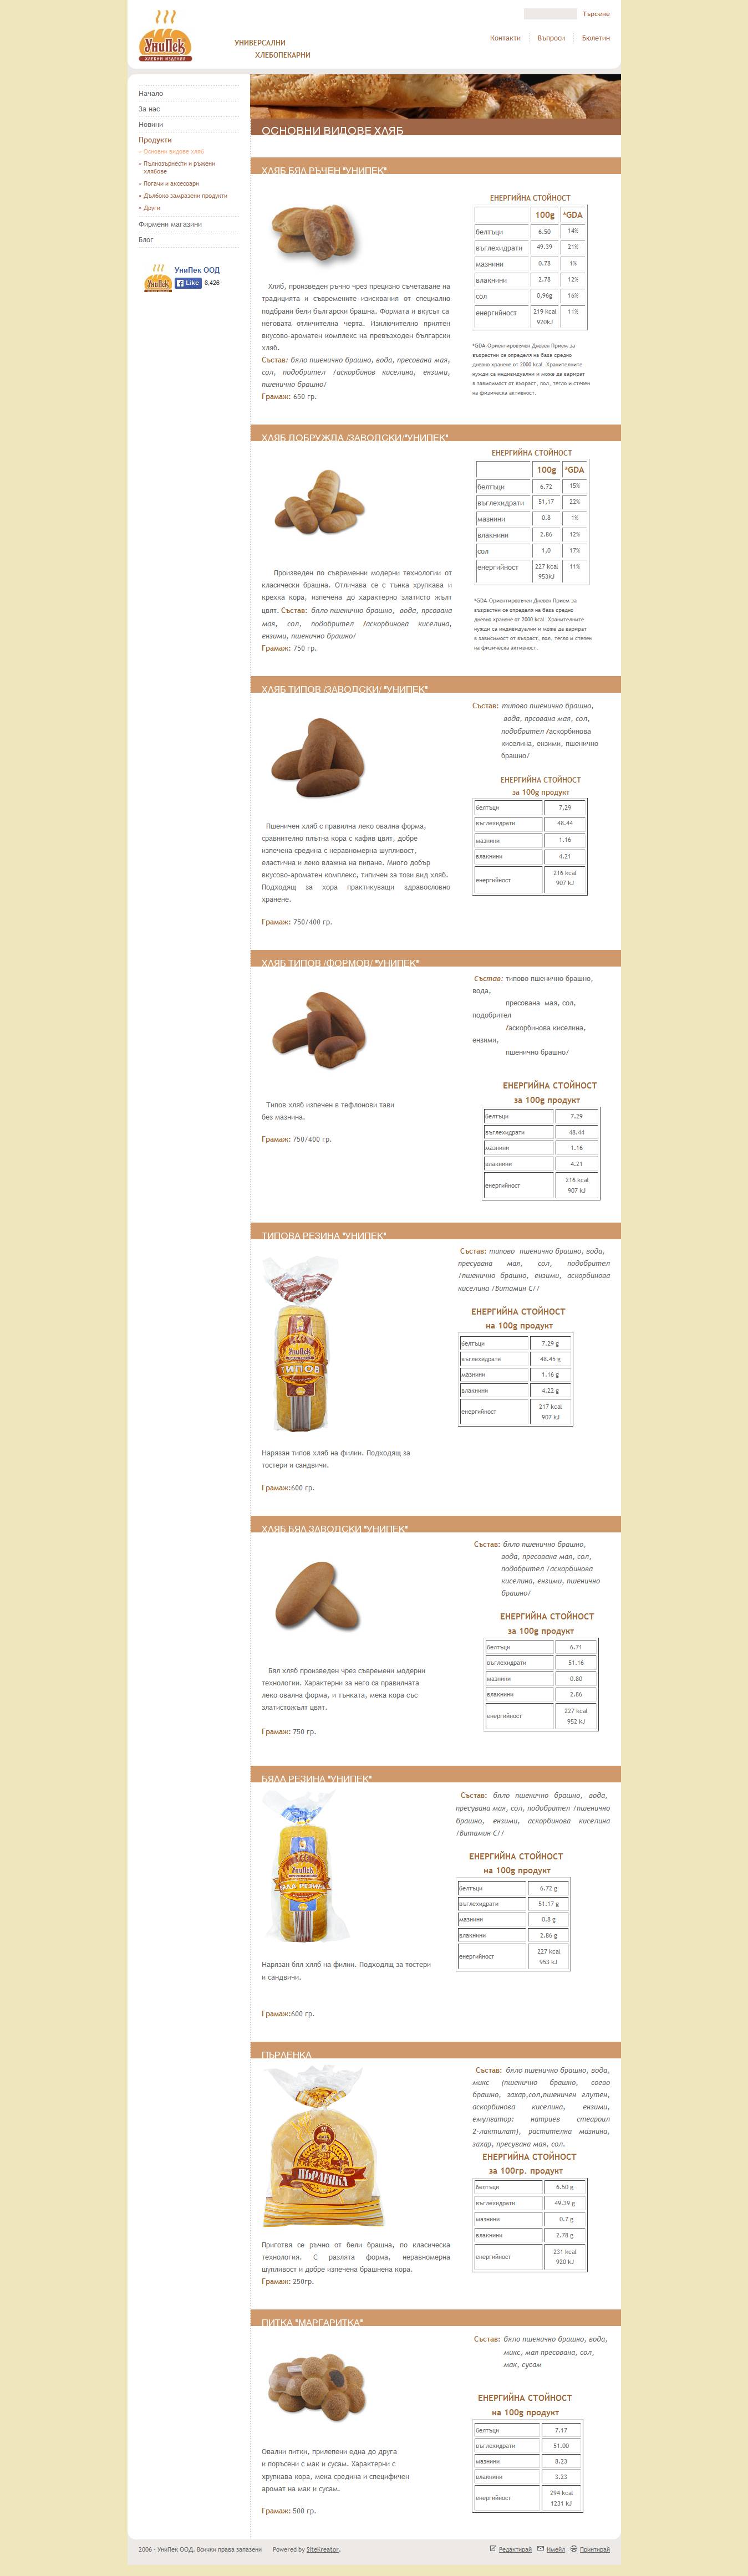 УниПек
ХЛЕБНИ ИЗДЕЛИЯ
УНИВЕРСАЛНИ
ХЛЕБОПЕКАРНИ
Търсене
Контакти
Въпроси
Бюлетин
Начало
За нас
Новини
Продукти
Основни видове хляб
Пълнозърнести и ръжени
хлябове
Погачи и аксесоари
Дълбоко замразени продукти
Други
Фирмени магазини
Блог
УниПек ООД
Like 8,426
ОСНОВНИ ВИДОВЕ ХЛЯБ
ХЛЯБ БЯЛ РЪЧЕН "УНИПЕК"
Хляб, произведен ръчно чрез прецизно съчетаване на
традицията и съвремените изисквания от специално
подбрани бели български брашна. Формата и вкусът са
неговата отличителна черта. Изключително приятен
вкусово-ароматен комплекс на превъзходен български
хляб.
Състав: бяло пшенично брашно, вода, пресована мая,
сол, подобрител /аскорбинов киселина, ензими,
пшенично брашно/
Грамаж: 650 гр.
ЕНЕРГИЙНА СТОЙНОСТ
100g *GDA
белтъци 6.50 14%
въглехидрати 49.39 21%
мазнини 0.78 1%
влакнини 2.78 12%
сол 0,96g 16%
енергийност 219 kcal 11%
920kJ
*GDA-Ориентировъчен Дневен Прием за
възрастни се определя на база средно
дневно хранене от 2000 kcal. Хранителните
нужди са индивидуални и може да варират
в зависимост от възраст, пол, тегло и степен
на физическа активност.
ХЛЯБ ДОБРУЖДА /ЗАВОДСКИ/"УНИПЕК"
Произведен по съвременни модерни технологии от
класически брашна. Отличава се с тънка хрупкава и
крехка кора, изпечена до характерно златисто жълт
цвят. Състав: бяло пшенично брашно, вода, прсована
мая, сол, подобрител /аскорбинова киселина,
ензими, пшенично брашно/
Грамаж: 750 гр.
ЕНЕРГИЙНА СТОЙНОСТ
100g *GDA
белтъци 6.72 15%
въглехидрати 51,17 22%
мазнини 0.8 1%
влакнини 2.86 12%
сол 1,0 17%
енергийност 227 kcal 11%
953kJ
*GDA-Ориентировъчен Дневен Прием за
възрастни се определя на база средно
дневно хранене от 2000 kcal. Хранителните
нужди са индивидуални и може да варират
в зависимост от възраст, пол, тегло и степен
на физическа активност.
ХЛЯБ ТИПОВ /ЗАВОДСКИ/ "УНИПЕК"
Пшеничен хляб с правилна леко овална форма,
сравнително плътна кора с кафяв цвят, добре
изпечена средина с неравномерна шупливост,
еластична и леко влажна на пипане. Много добър
вкусово-ароматен комплекс, типичен за този вид хляб.
Подходящ за хора практикуващи здравословно
хранене.
Грамаж: 750/400 гр.
Състав: типово пшенично брашно,
вода, прсована мая, сол,
подобрител /аскорбинова
киселина, ензими, пшенично
брашно/
ЕНЕРГИЙНА СТОЙНОСТ
за 100g продукт
белтъци 7,29
въглехидрати 48.44
мазнини 1.16
влакнини 4,21
енергийност 216 kcal
907 kJ
ХЛЯБ ТИПОВ /ФОРМОВ/ "УНИПЕК"
Типов хляб изпечен в тефлонови тави
без мазнина.
Грамаж: 750/400 гр.
Състав: типово пшенично брашно,
вода,
пресована мая, сол,
подобрител
/аскорбинова киселина,
ензими,
пшенично брашно/
ЕНЕРГИЙНА СТОЙНОСТ
за 100g продукт
белтъци 7.29
въглехидрати 48.44
мазнини 1.16
влакнини 4.21
енергийност 216 kcal
907 kJ
ТИПОВА РЕЗИНА "УНИПЕК"
УниПек
ТИПОВ
Нарязан типов хляб на филии. Подходящ за
тостери и сандвичи.
Грамаж:600 гр.
Състав: типово пшенично брашно, вода,
пресувана мая, сол, подобрител
/пшенично брашно, ензими, аскорбинова
киселина /Витамин С//
ЕНЕРГИЙНА СТОЙНОСТ
на 100g продукт
белтъци 7.29 g
въглехидрати 48.45 g
мазнини 1.16 g
влакнини 4,22 g
енергийност 217 kcal
907 kJ
ХЛЯБ БЯЛ ЗАВОДСКИ "УНИПЕК"
Бял хляб произведен чрез съвремени модерни
технологии. Характерни за него са правилната
леко овална форма, и тънката, мека кора със
златистожълт цвят.
Грамаж: 750 гр.
Състав: бяло пшенично брашно,
вода, пресована мая, сол,
подобрител /аскорбинова
киселина, ензими, пшенично
брашно/
ЕНЕРГИЙНА СТОЙНОСТ
за 100g продукт
белтъци 6.71
въглехидрати 51.16
мазнини 0,80
влакнини 2,86
енергийност 227 kcal
952 kJ
БЯЛА РЕЗИНА "УНИПЕК"
УниПек
БЯЛА РЕЗИНА
Нарязан бял хляб на филии. Подходящ за тостери
и сандвичи.
Грамаж:600 гр.
Състав: бяло пшенично брашно, вода,
пресувана мая, сол, подобрител /пшенично
брашно, ензими, аскорбинова киселина
/Витамин С//
ЕНЕРГИЙНА СТОЙНОСТ
на 100g продукт
белтъци 6.72 g
въглехидрати 51.17 g
мазнини 0.8 g
влакнини 2.86 g
енергийност 227 kcal
953 kJ
ПЪРЛЕНКА
ПЪРЛЕНКА
Приготвя се ръчно от бели брашна, по класическа
технология. С разлята форма, неравномерна
шупливост и добре изпечена брашнена кора.
Грамаж: 250гр.
Състав: бяло пшенично брашно, вода,
микс (пшенично брашно, соево
брашно, захар,сол,пшеничен глутен,
аскорбинова киселина, ензими,
емулгатор: натриев стеароил
2-лактилат), растителна мазнина,
захар, пресувана мая, сол.
ЕНЕРГИЙНА СТОЙНОСТ
за 100гр. продукт
белтъци 6.50 g
въглехидрати 49.39 g
мазнини 0.7 g
влакнини 2.78 g
енергийност 231 kcal
920 kJ
ПИТКА "МАРГАРИТКА"
Овални питки, прилепени една до друга
и поръсени с мак и сусам. Характерни с
хрупкава кора, мека средина и специфичен
аромат на мак и сусам.
Грамаж: 500 гр.
Състав: бяло пшенично брашно, вода,
микс, мая пресована, сол,
мак, сусам
ЕНЕРГИЙНА СТОЙНОСТ
на 100g продукт
белтъци 7.17
въглехидрати 51.00
мазнини 8.23
влакнини 3,23
енергийност 294 kcal
1231 kJ
2006 - УниПек ООД. Всички права запазени Powered by SiteKreator.
Редактирай Имейл Принтирай